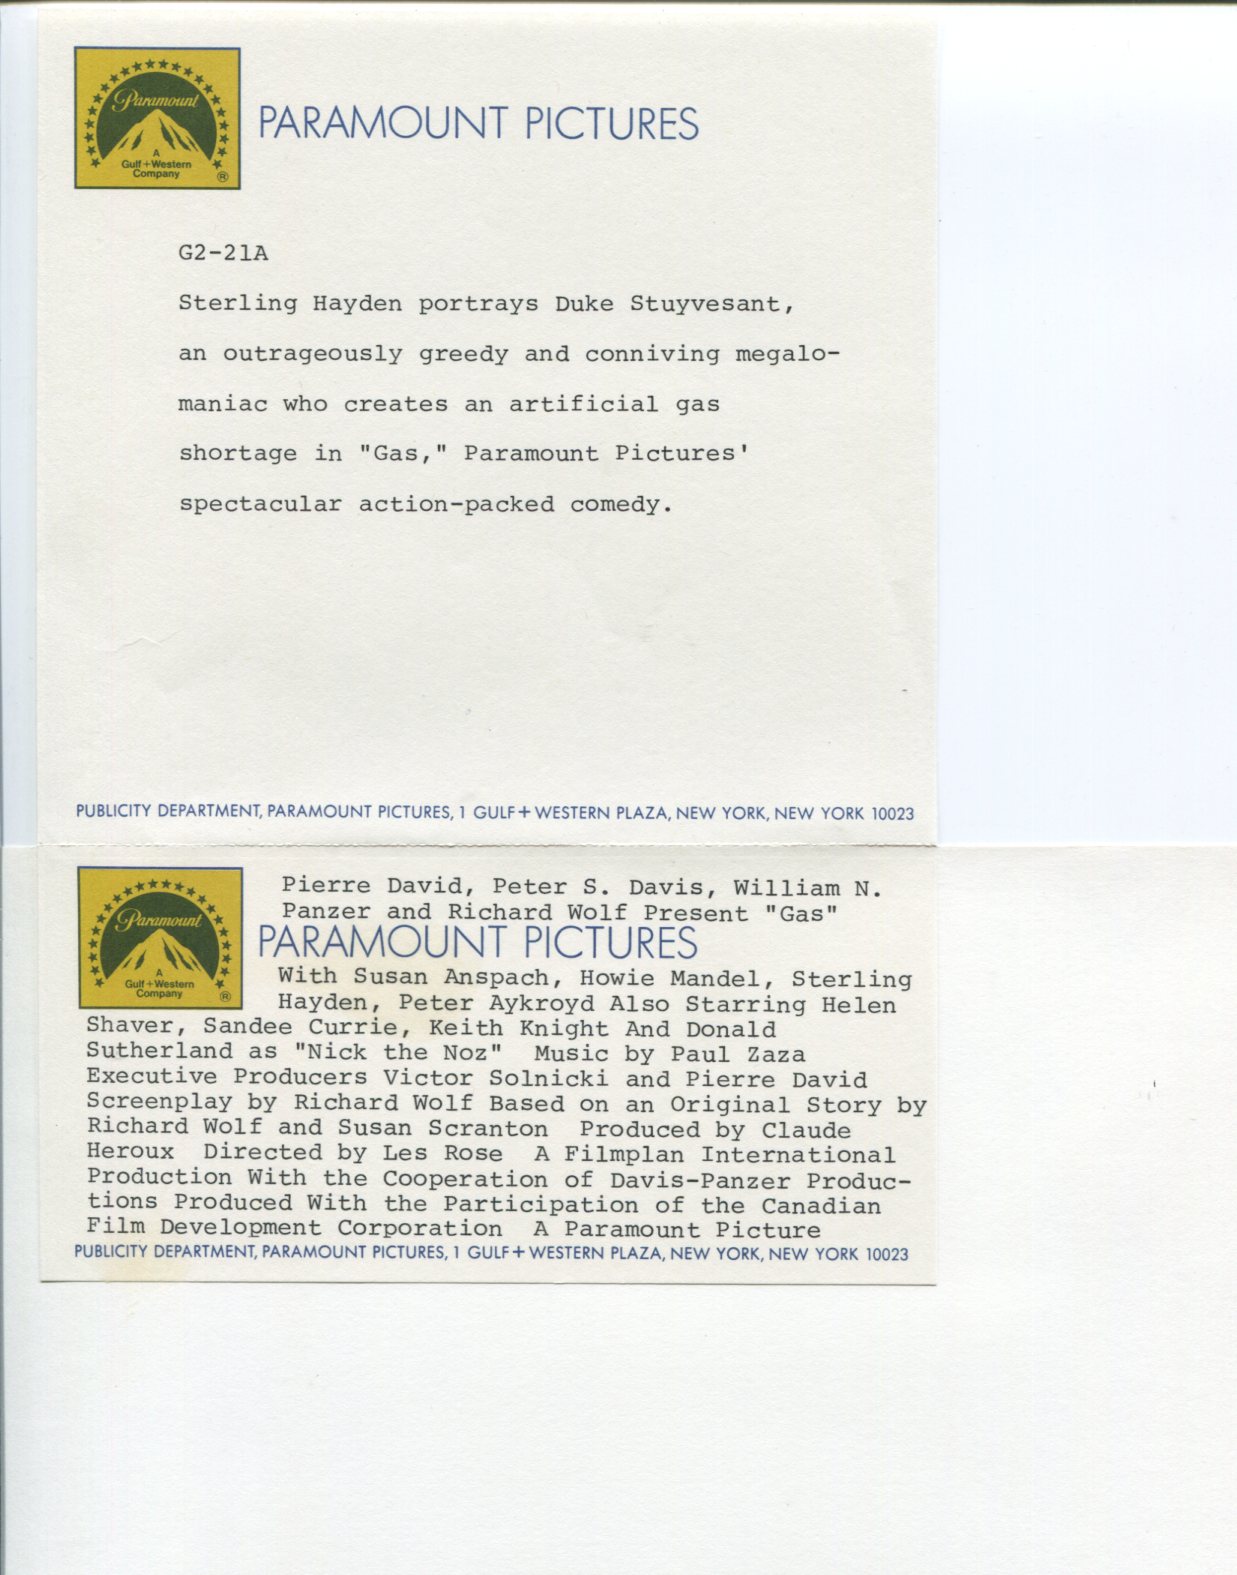 Paramount
A
Gulf+Western
Company
®
PARAMOUNT PICTURES
G2-21A
Sterling Hayden portrays Duke Stuyvesant,
an outrageously greedy and conniving megalo-
maniac who creates an artificial gas
shortage in "Gas," Paramount Pictures'
spectacular action-packed comedy.
PUBLICITY DEPARTMENT, PARAMOUNT PICTURES, 1 GULF+WESTERN PLAZA, NEW YORK, NEW YORK 10023
Paramount
A
Gulf+Western
Company
®
Pierre David, Peter S. Davis, William N.
Panzer and Richard Wolf Present "Gas"
PARAMOUNT PICTURES
With Susan Anspach, Howie Mandel, Sterling
Hayden, Peter Aykroyd Also Starring Helen
Shaver, Sandee Currie, Keith Knight And Donald
Sutherland as "Nick the Noz"  Music by Paul Zaza
Executive Producers Victor Solnicki and Pierre David
Screenplay by Richard Wolf Based on an Original Story by
Richard Wolf and Susan Scranton  Produced by Claude
Heroux  Directed by Les Rose  A Filmplan International
Production With the Cooperation of Davis-Panzer Produc-
tions Produced With the Participation of the Canadian
Film Development Corporation  A Paramount Picture
PUBLICITY DEPARTMENT, PARAMOUNT PICTURES, 1 GULF+WESTERN PLAZA, NEW YORK, NEW YORK 10023